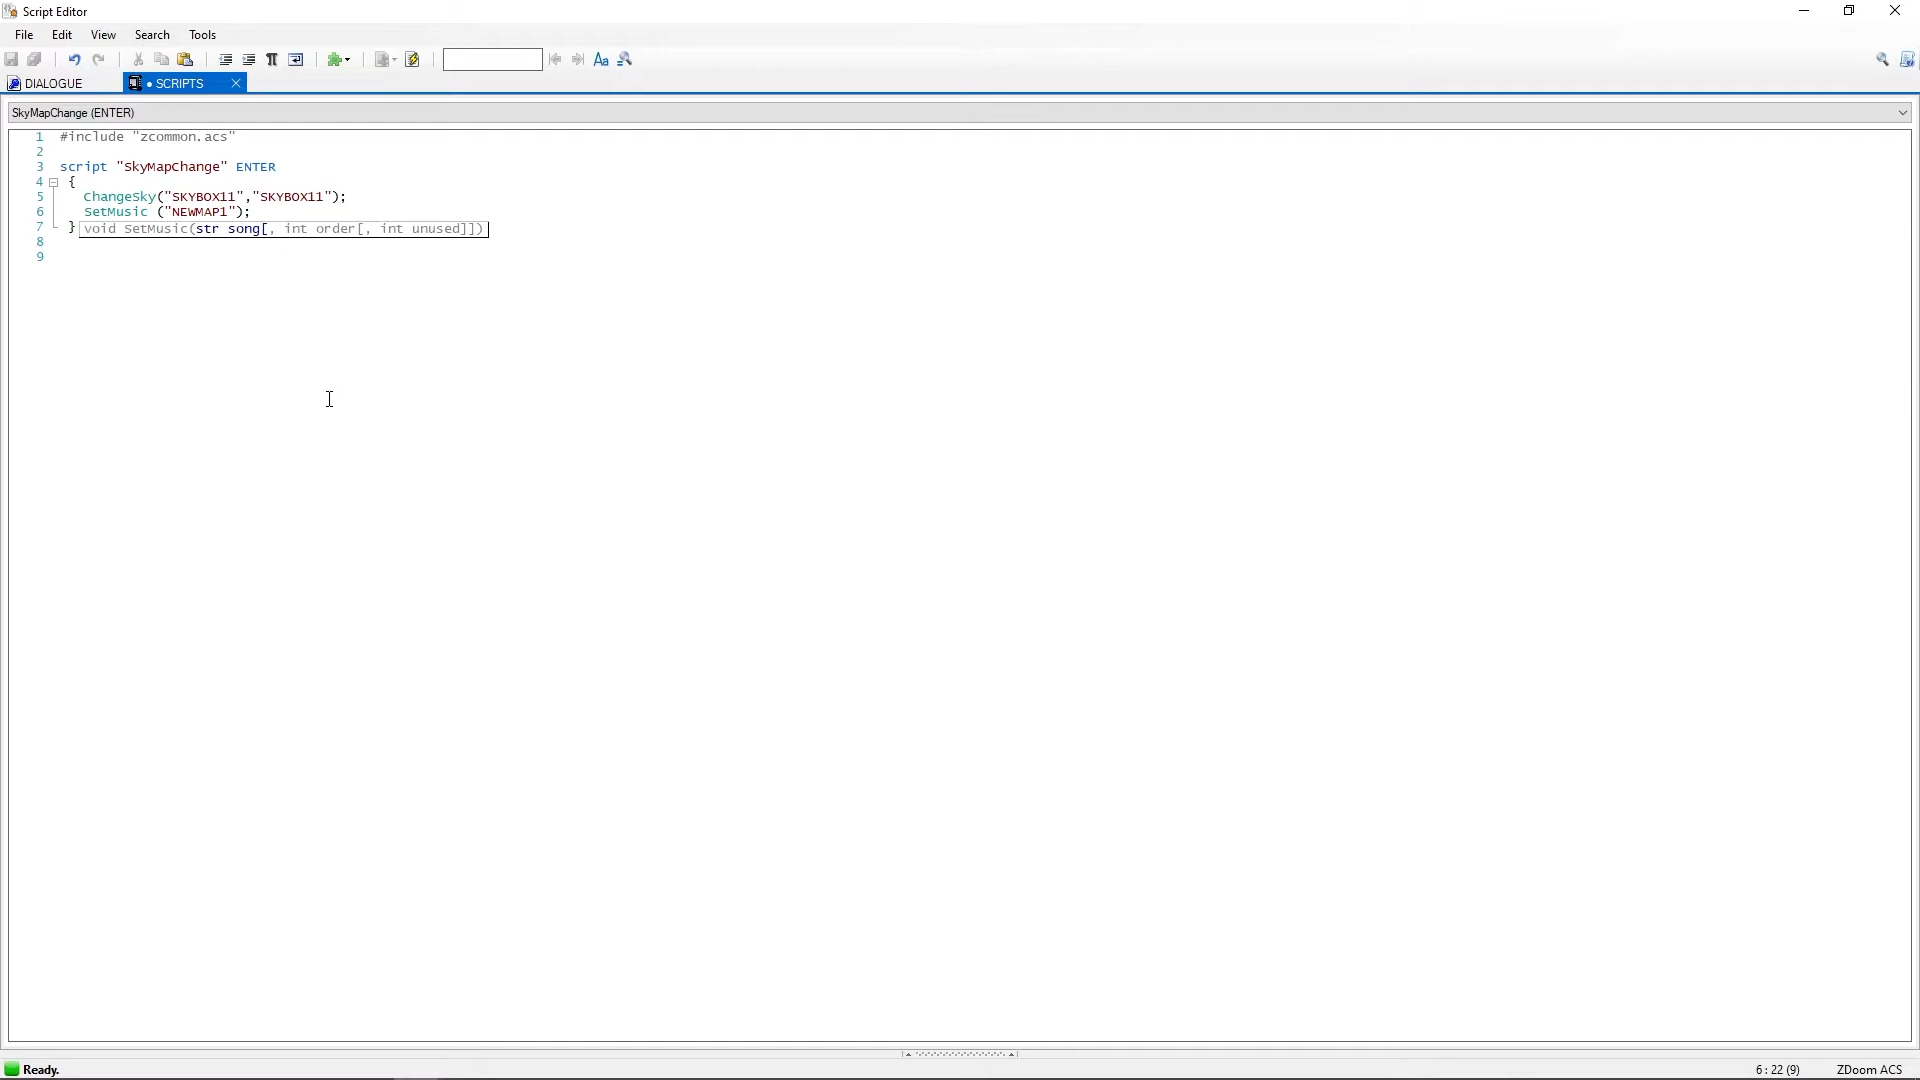 Script Editor
File Edit View Search Tools
Aa
DIALOGUE • SCRIPTS
SkyMapChange (ENTER)
1 #include "zcommon.acs"
2
3 script "SkyMapChange" ENTER
4 {
5 ChangeSky("SKYBOX11","SKYBOX11");
6 SetMusic ("NEWMAP1");
7 } void SetMusic(str song[, int order[, int unused]])
8
9
Ready. 6 : 22 (9) ZDoom ACS